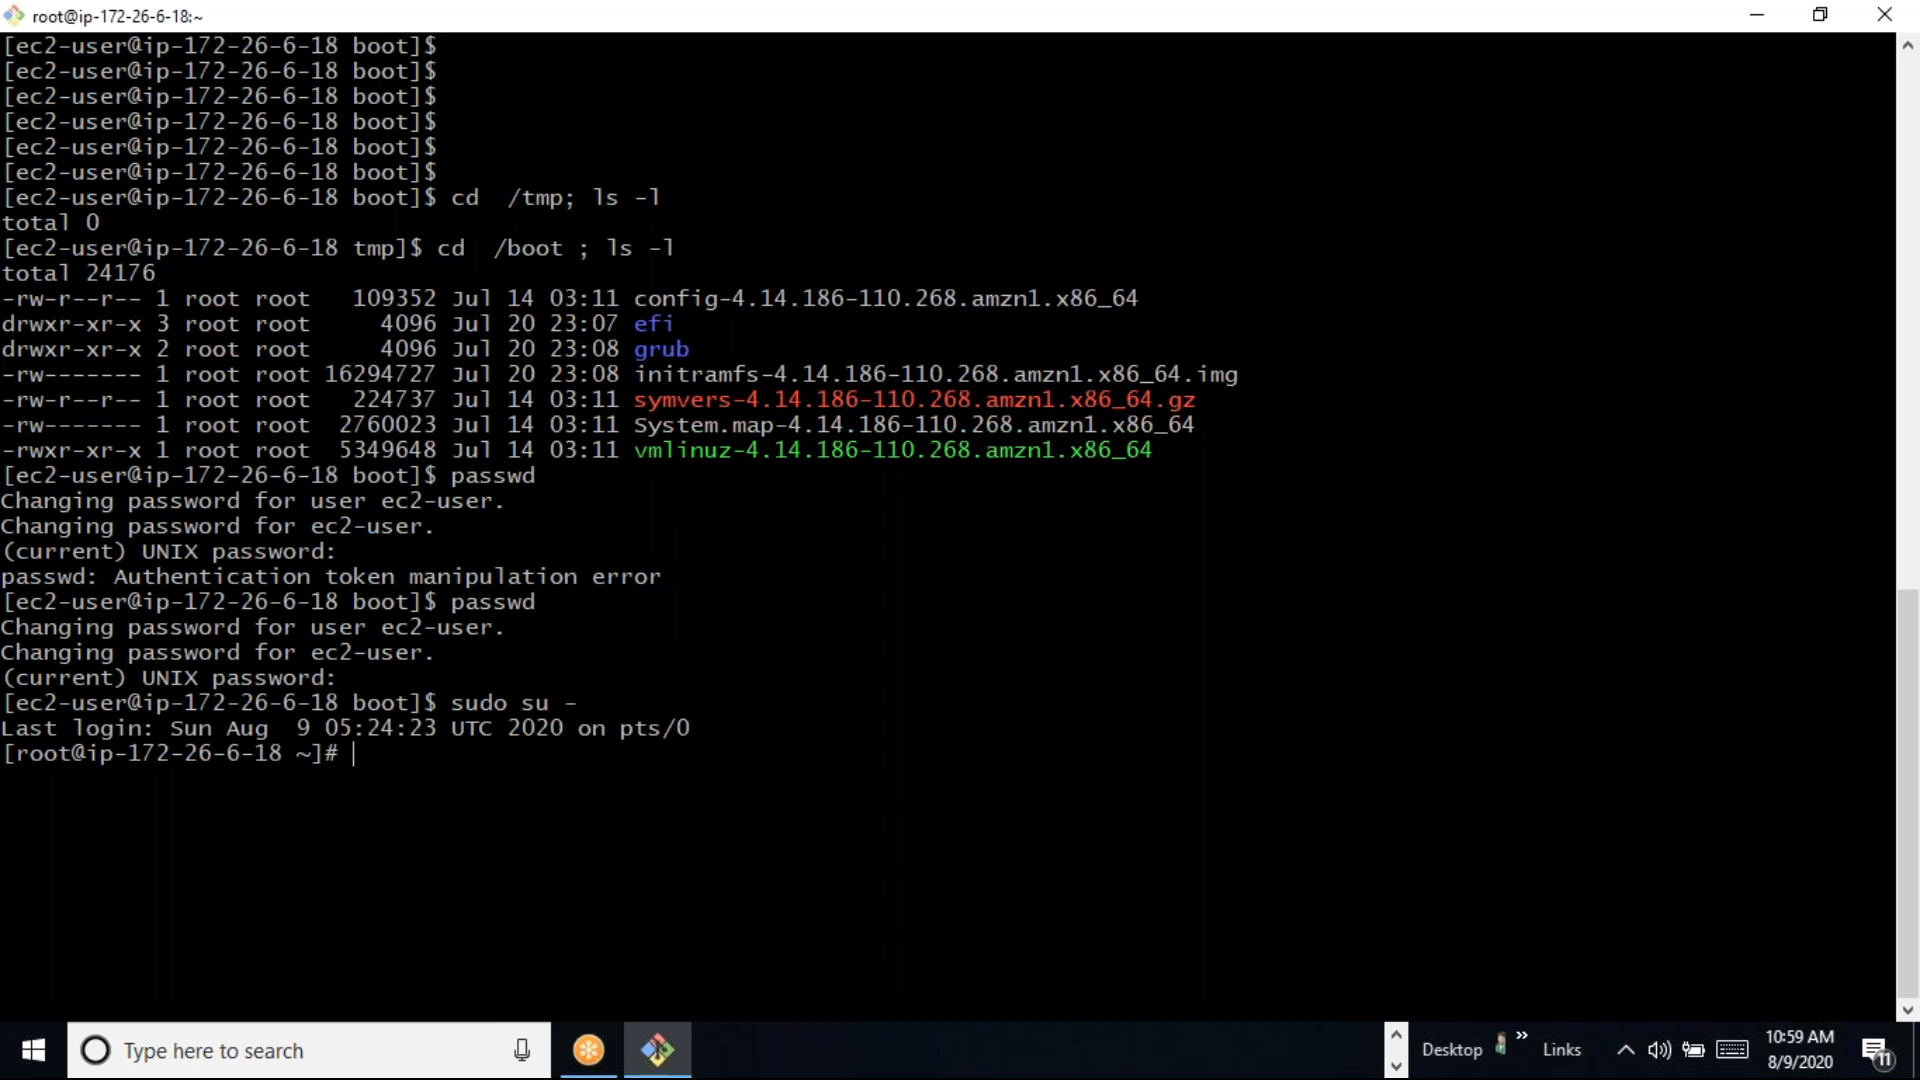 root@ip-172-26-6-18:~
[ec2-user@ip-172-26-6-18 boot]$
[ec2-user@ip-172-26-6-18 boot]$
[ec2-user@ip-172-26-6-18 boot]$
[ec2-user@ip-172-26-6-18 boot]$
[ec2-user@ip-172-26-6-18 boot]$
[ec2-user@ip-172-26-6-18 boot]$
[ec2-user@ip-172-26-6-18 boot]$ cd  /tmp; ls -l
total 0
[ec2-user@ip-172-26-6-18 tmp]$ cd  /boot ; ls -l
total 24176
-rw-r--r-- 1 root root   109352 Jul 14 03:11 config-4.14.186-110.268.amzn1.x86_64
drwxr-xr-x 3 root root     4096 Jul 20 23:07 efi
drwxr-xr-x 2 root root     4096 Jul 20 23:08 grub
-rw------- 1 root root 16294727 Jul 20 23:08 initramfs-4.14.186-110.268.amzn1.x86_64.img
-rw-r--r-- 1 root root   224737 Jul 14 03:11 symvers-4.14.186-110.268.amzn1.x86_64.gz
-rw------- 1 root root  2760023 Jul 14 03:11 System.map-4.14.186-110.268.amzn1.x86_64
-rwxr-xr-x 1 root root  5349648 Jul 14 03:11 vmlinuz-4.14.186-110.268.amzn1.x86_64
[ec2-user@ip-172-26-6-18 boot]$ passwd
Changing password for user ec2-user.
Changing password for ec2-user.
(current) UNIX password:
passwd: Authentication token manipulation error
[ec2-user@ip-172-26-6-18 boot]$ passwd
Changing password for user ec2-user.
Changing password for ec2-user.
(current) UNIX password:
[ec2-user@ip-172-26-6-18 boot]$ sudo su -
Last login: Sun Aug  9 05:24:23 UTC 2020 on pts/0
[root@ip-172-26-6-18 ~]#
Type here to search
Desktop
Links
10:59 AM
8/9/2020
11